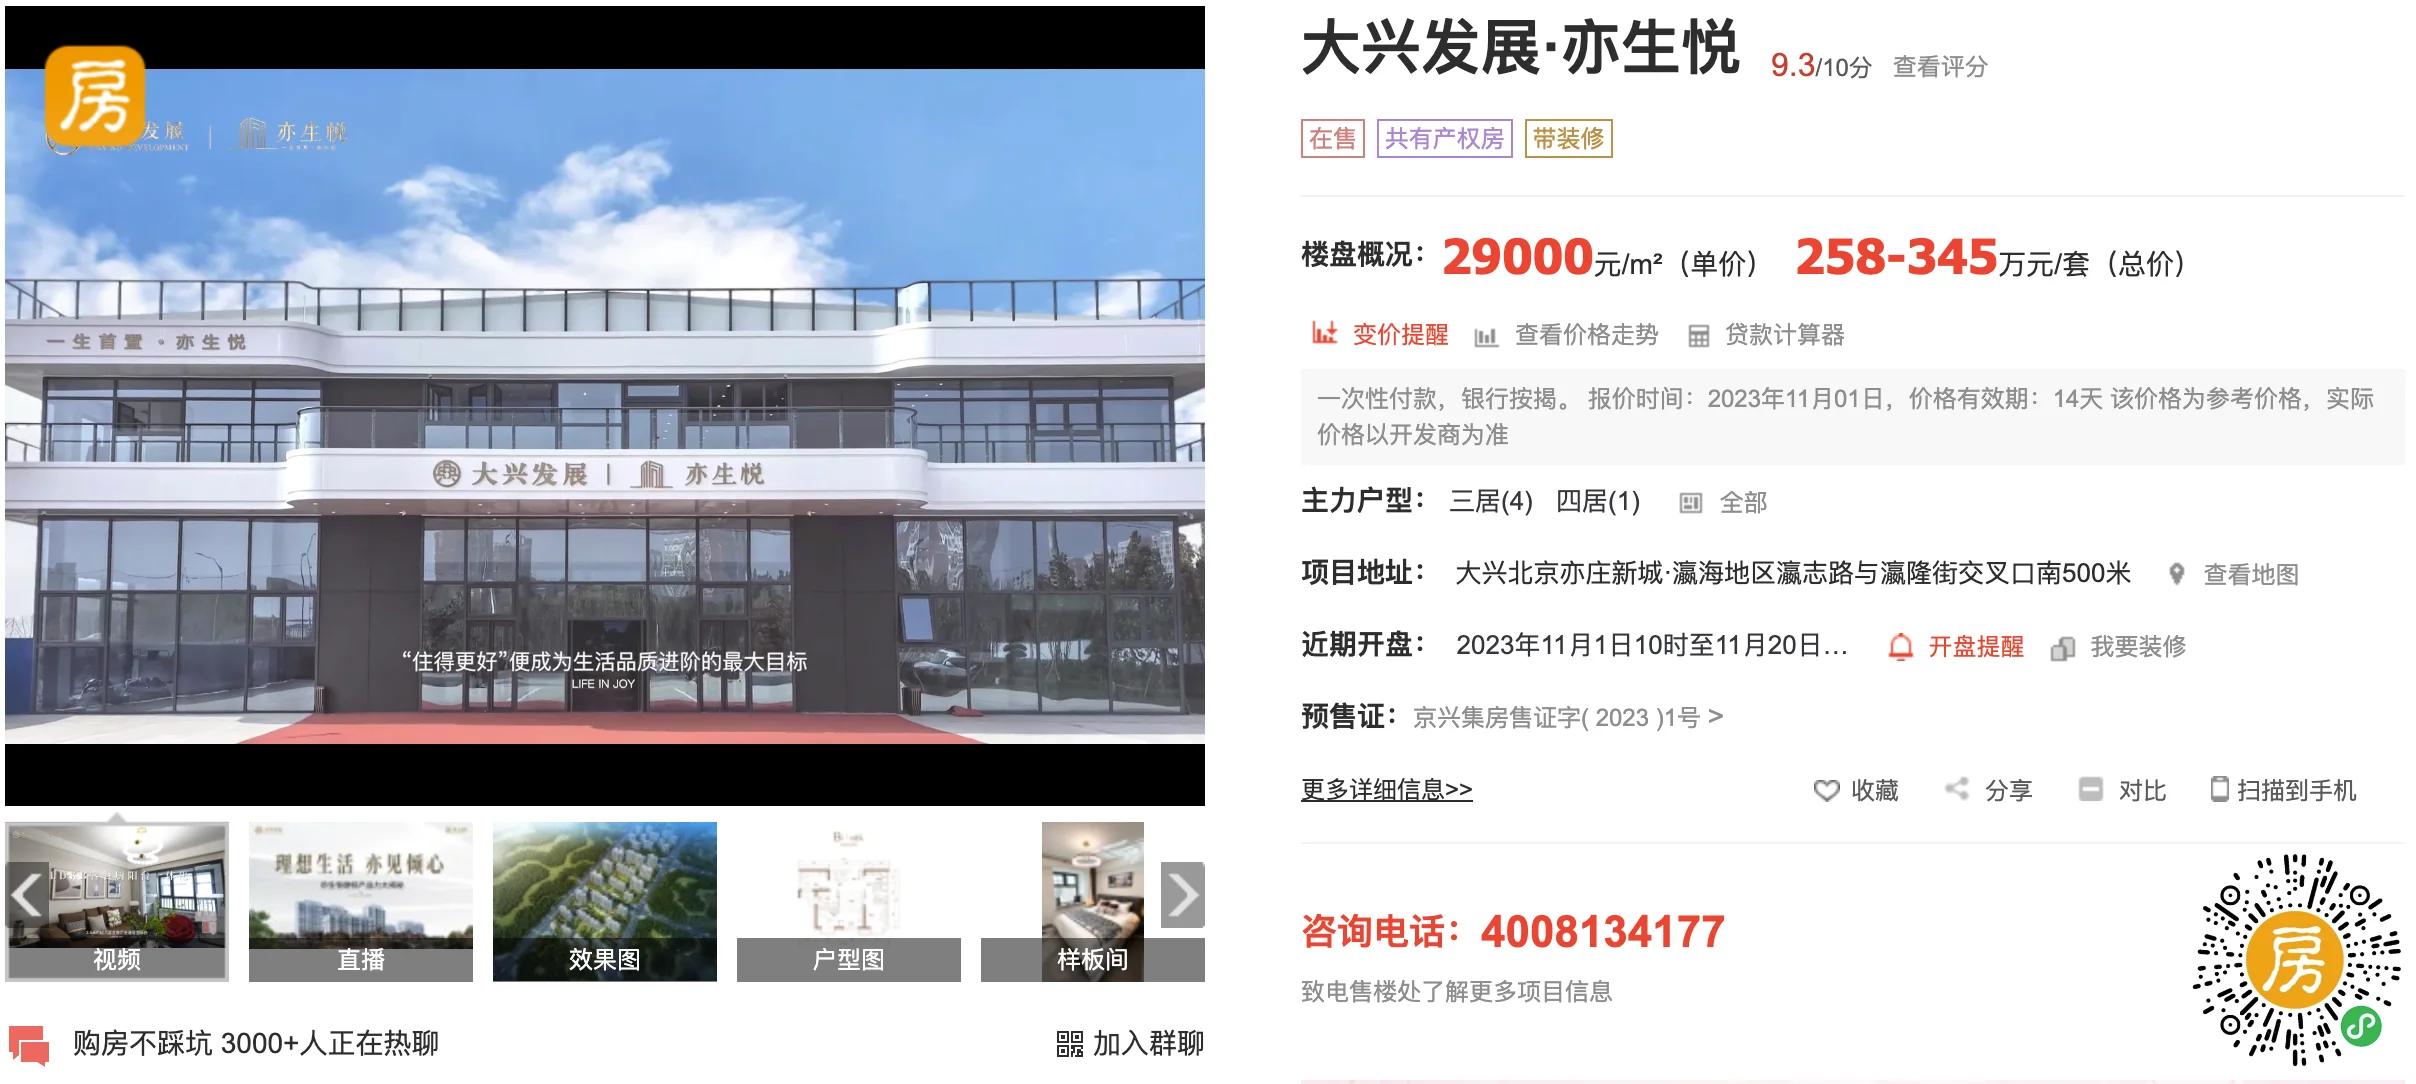 房
发展
亦生悦
一生首置·亦生悦
大兴发展 | 亦生悦
“住得更好”便成为生活品质进阶的最大目标
LIFE IN JOY
视频
理想生活 亦见倾心
直播
效果图
户型图
样板间
购房不踩坑 3000+人正在热聊
加入群聊
大兴发展·亦生悦 9.3/10分 查看评分
在售 共有产权房 带装修
楼盘概况： 29000元/m²（单价） 258-345万元/套（总价）
变价提醒 查看价格走势 贷款计算器
一次性付款，银行按揭。 报价时间：2023年11月01日，价格有效期：14天 该价格为参考价格，实际
价格以开发商为准
主力户型： 三居(4) 四居(1) 全部
项目地址： 大兴北京亦庄新城·瀛海地区瀛志路与瀛隆街交叉口南500米 查看地图
近期开盘： 2023年11月1日10时至11月20日... 开盘提醒 我要装修
预售证： 京兴集房售证字( 2023 )1号 >
更多详细信息>> 收藏 分享 对比 扫描到手机
咨询电话：4008134177
致电售楼处了解更多项目信息
房